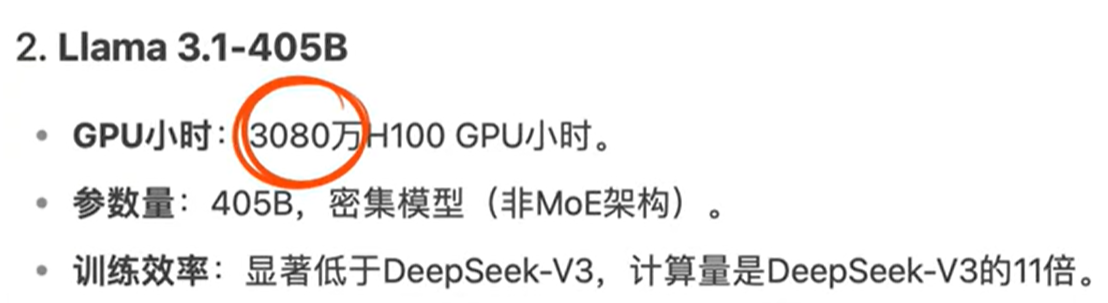 2. Llama 3.1-405B
• GPU小时：3080万H100 GPU小时。
• 参数量：405B，密集模型（非MoE架构）。
• 训练效率：显著低于DeepSeek-V3，计算量是DeepSeek-V3的11倍。